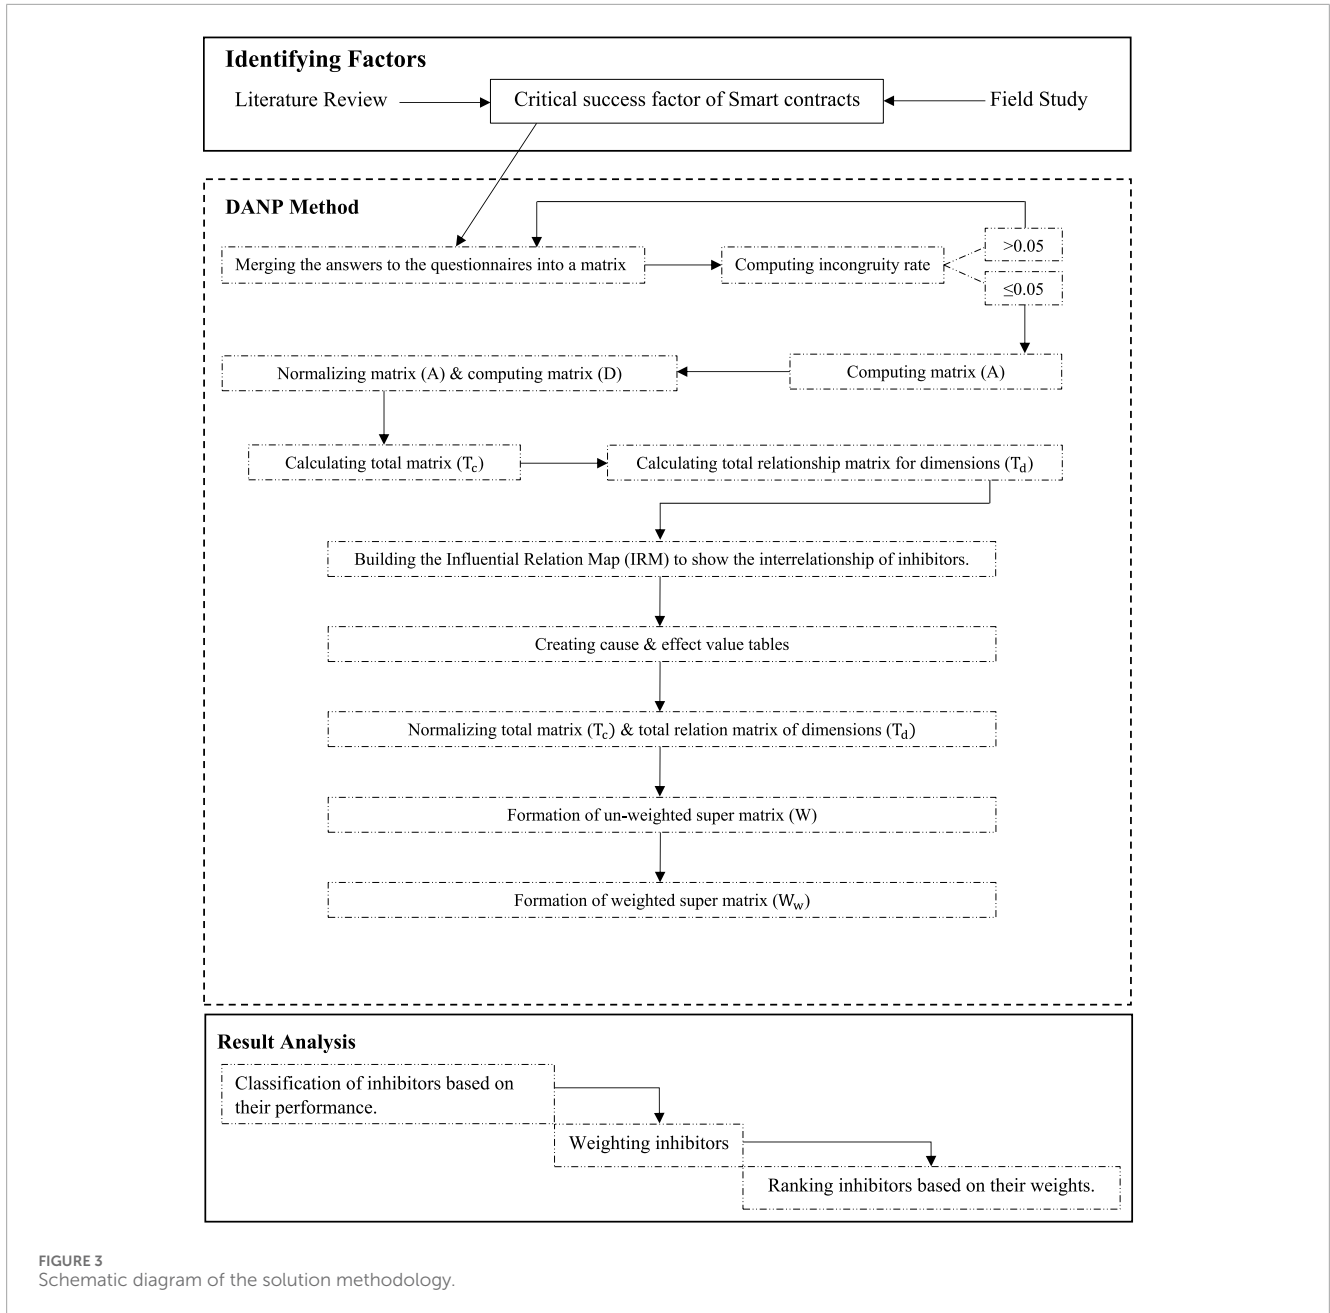 Identifying Factors
Literature Review
Critical success factor of Smart contracts
Field Study
DANP Method
Merging the answers to the questionnaires into a matrix
Computing incongruity rate
>0.05
≤0.05
Normalizing matrix (A) & computing matrix (D)
Computing matrix (A)
Calculating total matrix (Tc)
Calculating total relationship matrix for dimensions (Td)
Building the Influential Relation Map (IRM) to show the interrelationship of inhibitors.
Creating cause & effect value tables
Normalizing total matrix (Tc) & total relation matrix of dimensions (Td)
Formation of un-weighted super matrix (W)
Formation of weighted super matrix (Ww)
Result Analysis
Classification of inhibitors based on
their performance.
Weighting inhibitors
Ranking inhibitors based on their weights.
FIGURE 3
Schematic diagram of the solution methodology.